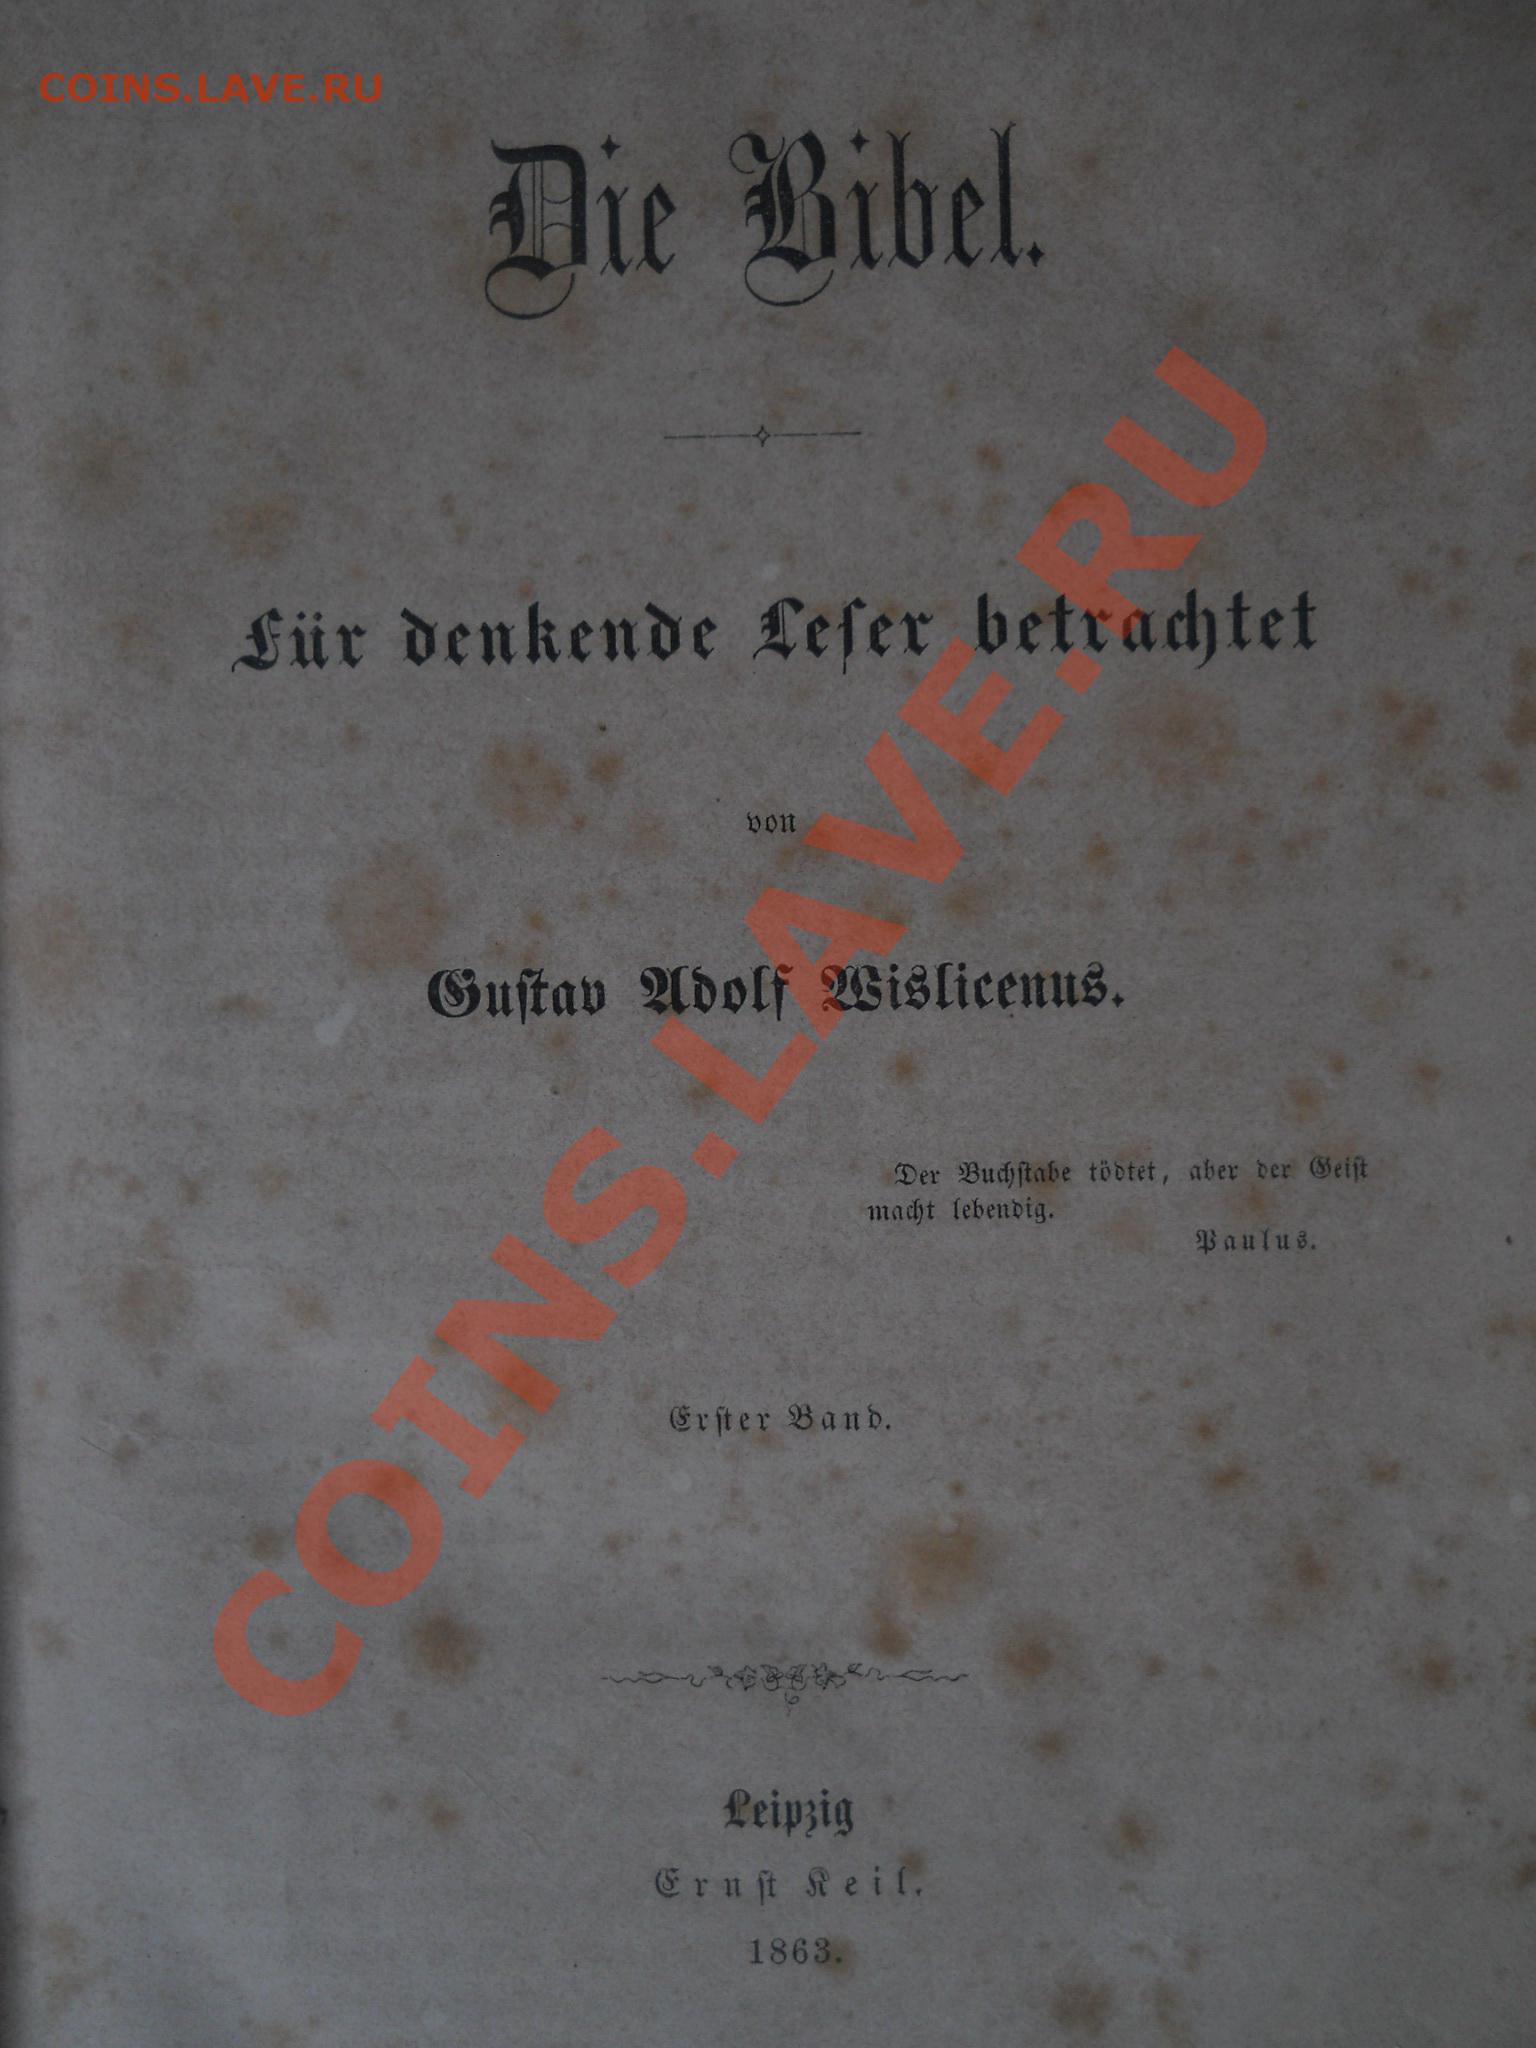 COINS.LAVE.RU
Die Bibel.
Für denkende Leser betrachtet
von
Gustav Adolf Wislicenus.
Der Buchstabe tödtet, aber der Geist
macht lebendig.
Paulus.
Erster Band.
Leipzig
Ernst Keil.
1863.
COINS.LAVE.RU